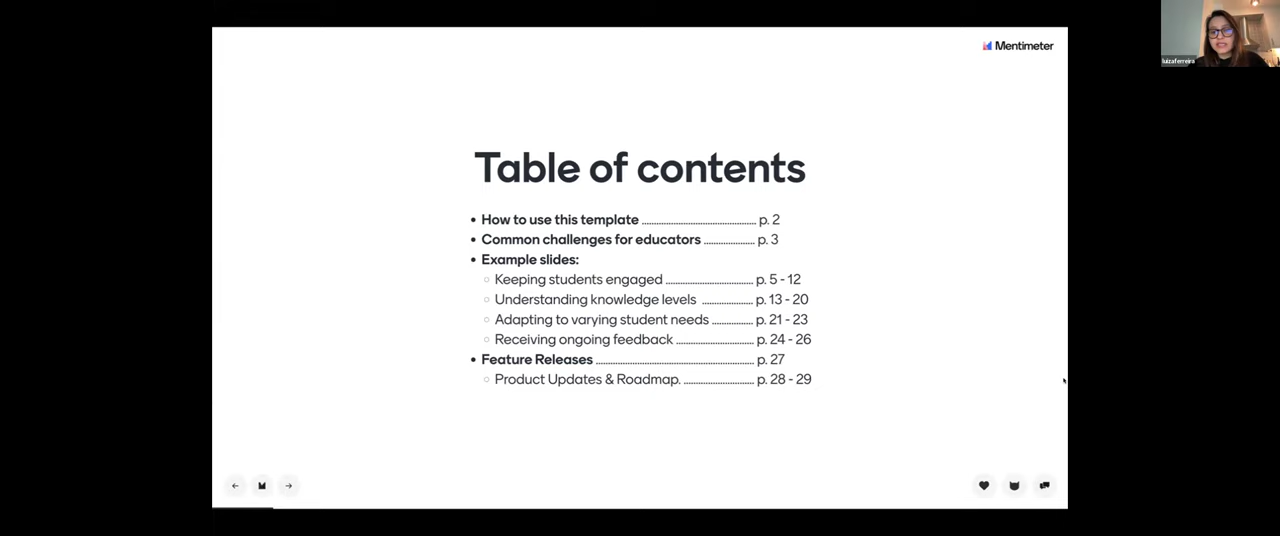 Mentimeter
luizaferreira
Table of contents
• How to use this template ........................................ p. 2
• Common challenges for educators .................. p. 3
• Example slides:
○ Keeping students engaged ............................... p. 5 - 12
○ Understanding knowledge levels .................. p. 13 - 20
○ Adapting to varying student needs .............. p. 21 - 23
○ Receiving ongoing feedback ........................... p. 24 - 26
• Feature Releases ........................................................ p. 27
○ Product Updates & Roadmap. ......................... p. 28 - 29